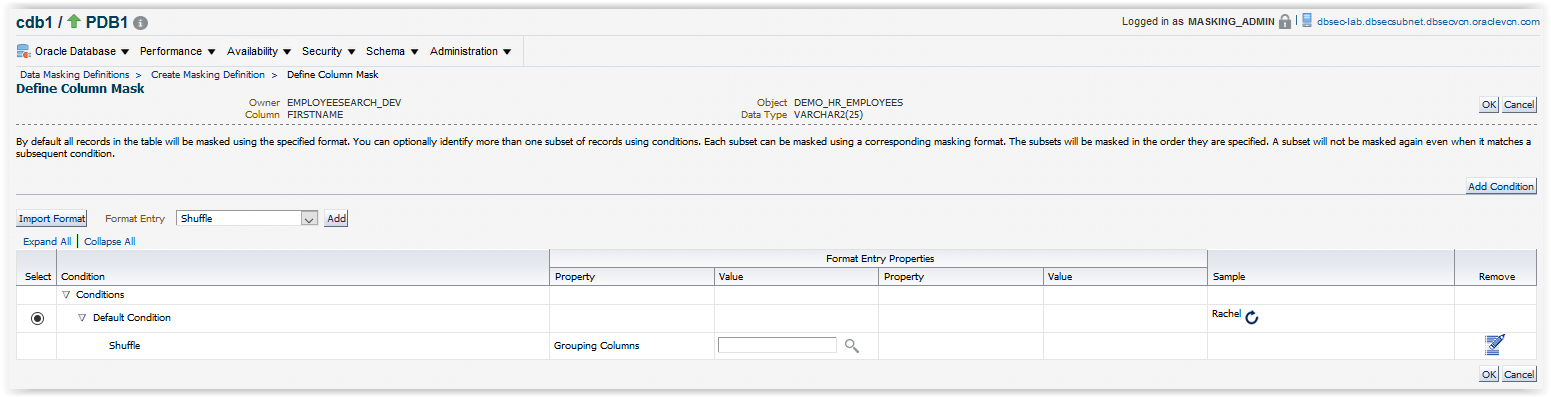 cdb1 / PDB1
Logged in as MASKING_ADMIN | dbsec-lab.dbsecsubnet.dbsecvcn.oraclevcn.com
Oracle Database Performance Availability Security Schema Administration
Data Masking Definitions > Create Masking Definition > Define Column Mask
Define Column Mask
Owner EMPLOYEESEARCH_DEV Object DEMO_HR_EMPLOYEES OK Cancel
Column FIRSTNAME Data Type VARCHAR2(25)
By default all records in the table will be masked using the specified format. You can optionally identify more than one subset of records using conditions. Each subset can be masked using a corresponding masking format. The subsets will be masked in the order they are specified. A subset will not be masked again even when it matches a
subsequent condition.
Add Condition
Import Format Format Entry Shuffle Add
Expand All | Collapse All
Format Entry Properties
Select Condition Property Value Property Value Sample Remove
Conditions
Default Condition Rachel
Shuffle Grouping Columns
OK Cancel